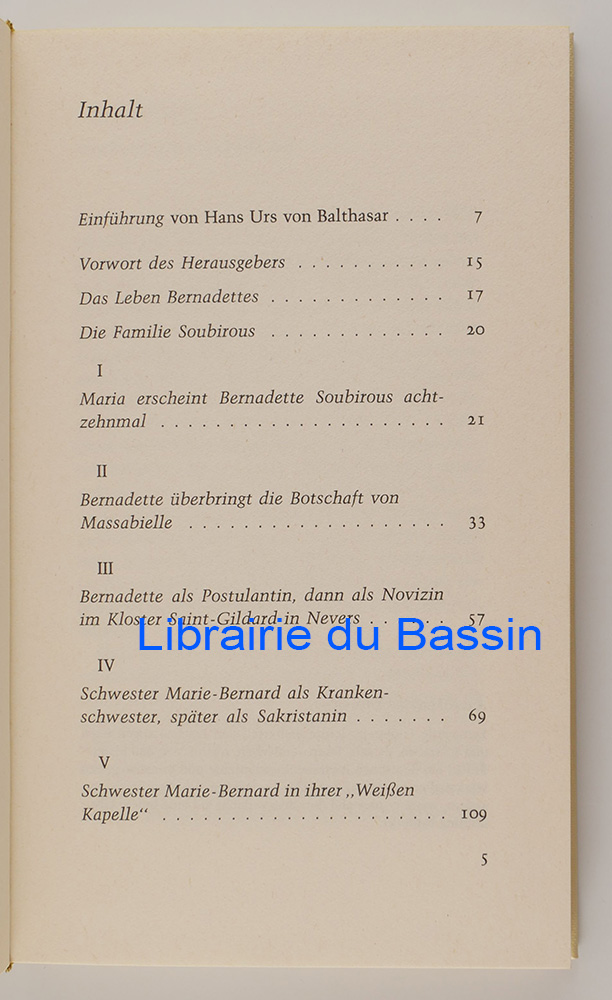 Inhalt
Einführung von Hans Urs von Balthasar . . . . 7
Vorwort des Herausgebers . . . . . . . . . . . 15
Das Leben Bernadettes . . . . . . . . . . . . . 17
Die Familie Soubirous . . . . . . . . . . . . . 20
I
Maria erscheint Bernadette Soubirous acht-
zehnmal . . . . . . . . . . . . . . . . . . . . . 21
II
Bernadette überbringt die Botschaft von
Massabielle . . . . . . . . . . . . . . . . . . . 33
III
Bernadette als Postulantin, dann als Novizin
im Kloster Saint-Gildard in Nevers . . . . . . 57
Librairie du Bassin
IV
Schwester Marie-Bernard als Kranken-
schwester, später als Sakristanin . . . . . . . 69
V
Schwester Marie-Bernard in ihrer „Weißen
Kapelle“ . . . . . . . . . . . . . . . . . . . . . 109
5